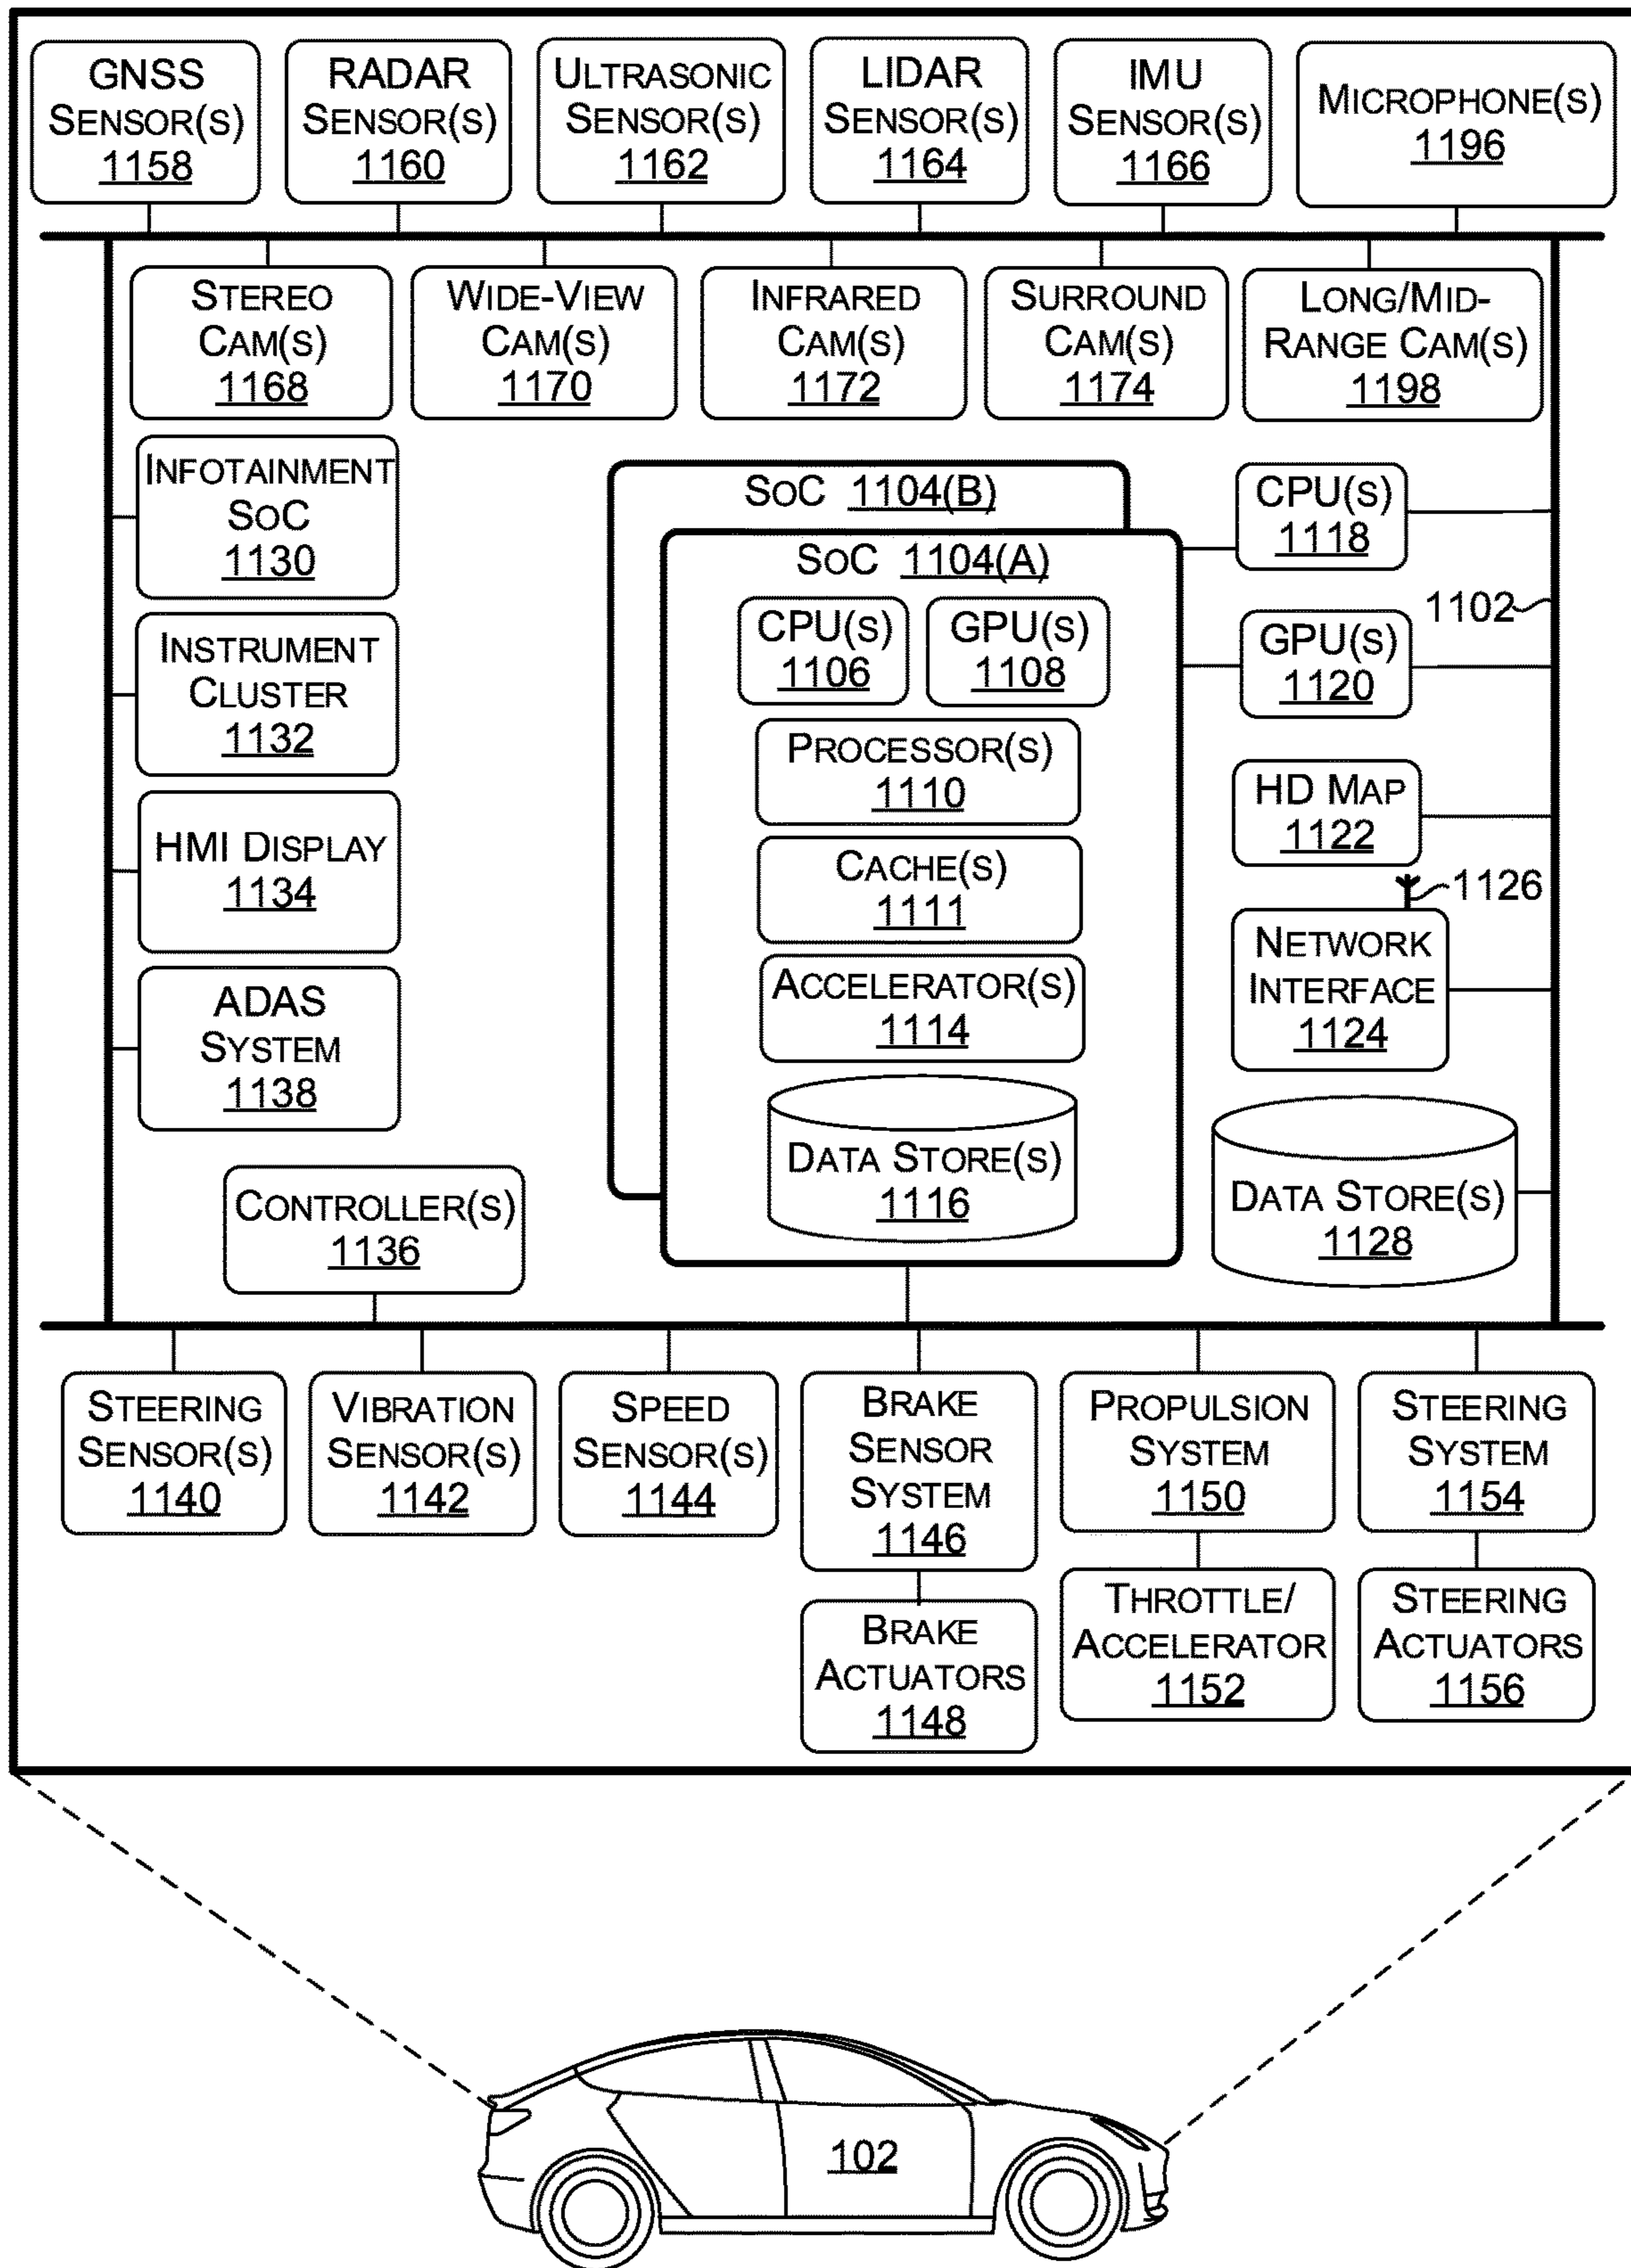 GNSS
SENSOR(S)
1158
RADAR
SENSOR(S)
1160
ULTRASONIC
SENSOR(S)
1162
LIDAR
SENSOR(S)
1164
IMU
SENSOR(S)
1166
MICROPHONE(S)
1196
STEREO
CAM(S)
1168
WIDE-VIEW
CAM(S)
1170
INFRARED
CAM(S)
1172
SURROUND
CAM(S)
1174
LONG/MID-
RANGE CAM(S)
1198
INFOTAINMENT
SOC
1130
INSTRUMENT
CLUSTER
1132
HMI DISPLAY
1134
ADAS
SYSTEM
1138
CONTROLLER(S)
1136
SOC 1104(B)
SOC 1104(A)
CPU(S)
1106
GPU(S)
1108
PROCESSOR(S)
1110
CACHE(S)
1111
ACCELERATOR(S)
1114
DATA STORE(S)
1116
CPU(S)
1118
1102
GPU(S)
1120
HD MAP
1122
1126
NETWORK
INTERFACE
1124
DATA STORE(S)
1128
STEERING
SENSOR(S)
1140
VIBRATION
SENSOR(S)
1142
SPEED
SENSOR(S)
1144
BRAKE
SENSOR
SYSTEM
1146
BRAKE
ACTUATORS
1148
PROPULSION
SYSTEM
1150
THROTTLE/
ACCELERATOR
1152
STEERING
SYSTEM
1154
STEERING
ACTUATORS
1156
102